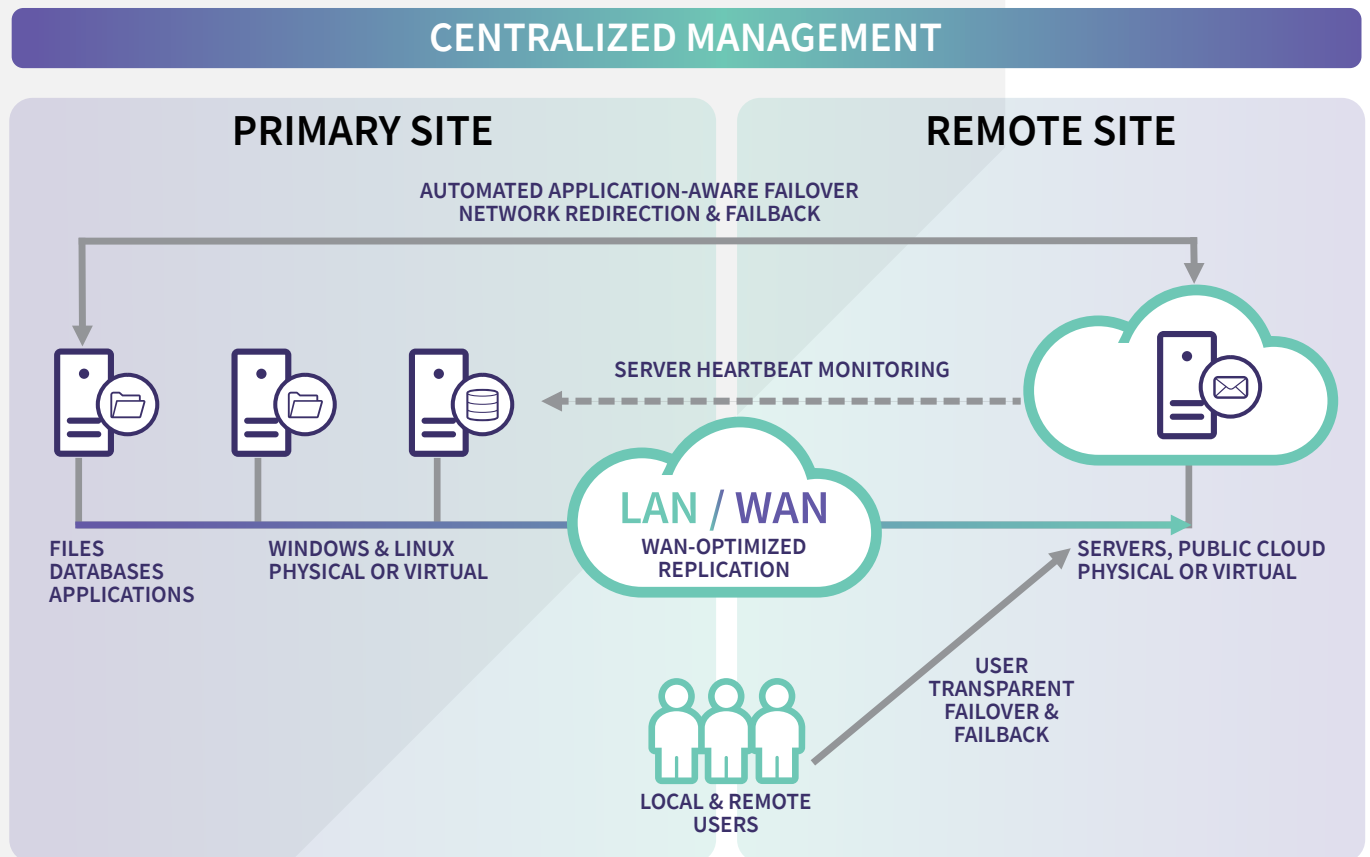 CENTRALIZED MANAGEMENT
PRIMARY SITE
REMOTE SITE
AUTOMATED APPLICATION-AWARE FAILOVER
NETWORK REDIRECTION & FAILBACK
SERVER HEARTBEAT MONITORING
LAN / WAN
WAN-OPTIMIZED
REPLICATION
FILES
DATABASES
APPLICATIONS
WINDOWS & LINUX
PHYSICAL OR VIRTUAL
SERVERS, PUBLIC CLOUD
PHYSICAL OR VIRTUAL
USER
TRANSPARENT
FAILOVER &
FAILBACK
LOCAL & REMOTE
USERS